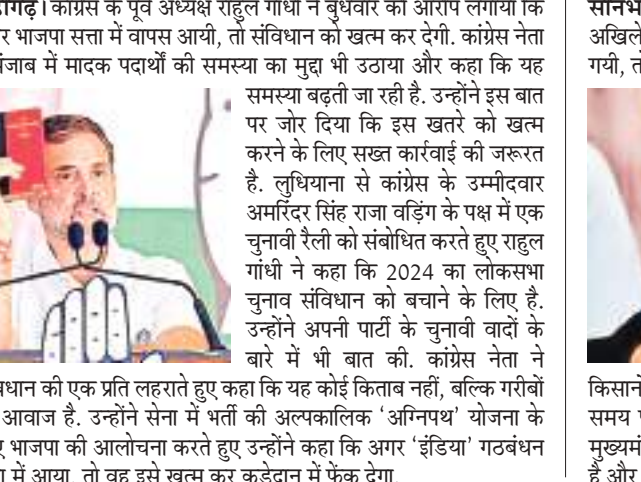 कांग्रेस के पूर्व अध्यक्ष राहुल गांधी ने बुधवार को आरोप लगाया कि
भाजपा सत्ता में वापस आयी, तो संविधान को खत्म कर देगी. कांग्रेस नेता
में मादक पदार्थों की समस्या का मुद्दा भी उठाया और कहा कि यह
समस्या बढ़ती जा रही है. उन्होंने इस बात
पर जोर दिया कि इस खतरे को खत्म
करने के लिए सख्त कार्रवाई की जरूरत
है. लुधियाना से कांग्रेस के उम्मीदवार
अमरिंदर सिंह राजा वड़िंग के पक्ष में एक
चुनावी रैली को संबोधित करते हुए राहुल
गांधी ने कहा कि 2024 का लोकसभा
चुनाव संविधान को बचाने के लिए है.
उन्होंने अपनी पार्टी के चुनावी वादों के
बारे में भी बात की. कांग्रेस नेता ने
की एक प्रति लहराते हुए कहा कि यह कोई किताब नहीं, बल्कि गरीबों
आवाज है. उन्होंने सेना में भर्ती की अल्पकालिक ‘अग्निपथ’ योजना के
भाजपा की आलोचना करते हुए उन्होंने कहा कि अगर ‘इंडिया’ गठबंधन
में आया, तो वह इसे खत्म कर कूड़ेदान में फेंक देगा.
अखिले
गयी, त
किसानों
समय
मुख्यमं
है और